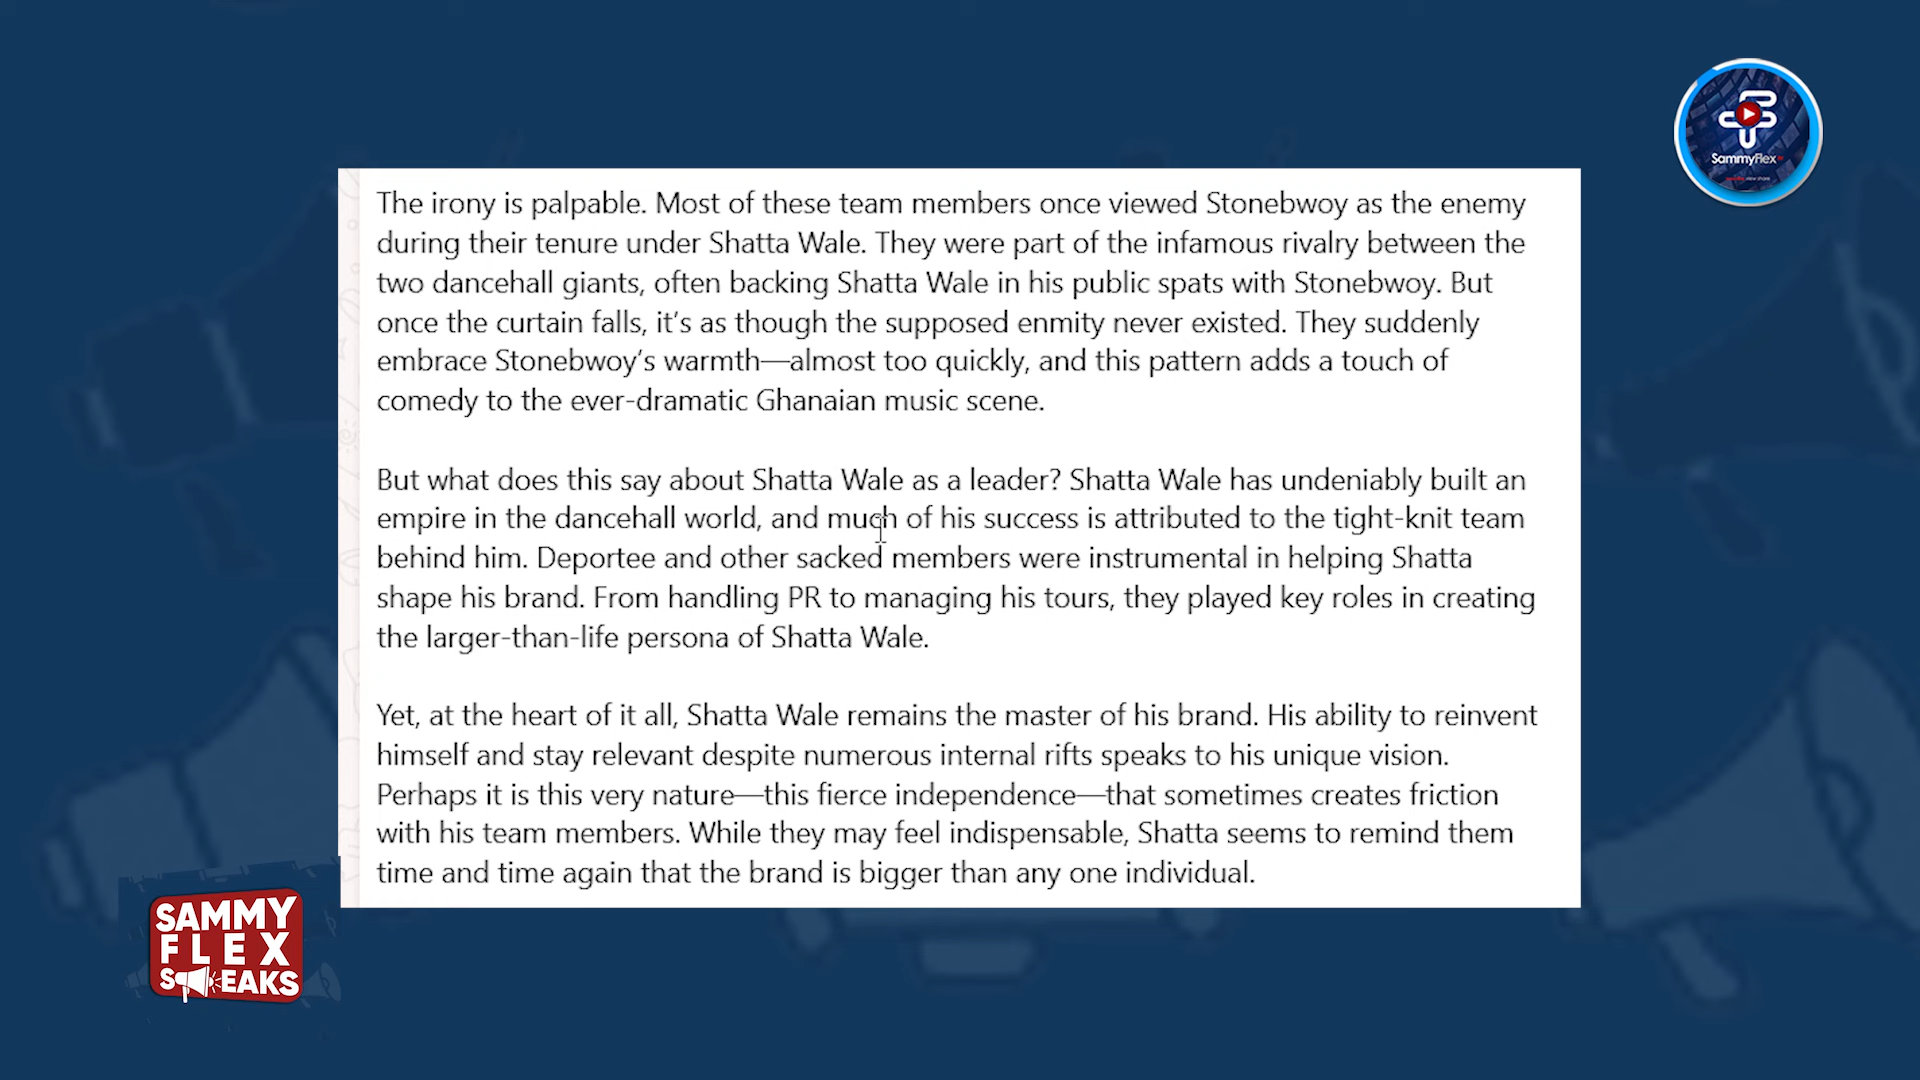 SammyFlex
The irony is palpable. Most of these team members once viewed Stonebwoy as the enemy
during their tenure under Shatta Wale. They were part of the infamous rivalry between the
two dancehall giants, often backing Shatta Wale in his public spats with Stonebwoy. But
once the curtain falls, it's as though the supposed enmity never existed. They suddenly
embrace Stonebwoy's warmth—almost too quickly, and this pattern adds a touch of
comedy to the ever-dramatic Ghanaian music scene.
But what does this say about Shatta Wale as a leader? Shatta Wale has undeniably built an
empire in the dancehall world, and much of his success is attributed to the tight-knit team
behind him. Deportee and other sacked members were instrumental in helping Shatta
shape his brand. From handling PR to managing his tours, they played key roles in creating
the larger-than-life persona of Shatta Wale.
Yet, at the heart of it all, Shatta Wale remains the master of his brand. His ability to reinvent
himself and stay relevant despite numerous internal rifts speaks to his unique vision.
Perhaps it is this very nature—this fierce independence—that sometimes creates friction
with his team members. While they may feel indispensable, Shatta seems to remind them
time and time again that the brand is bigger than any one individual.
SAMMY
FLEX
SPEAKS